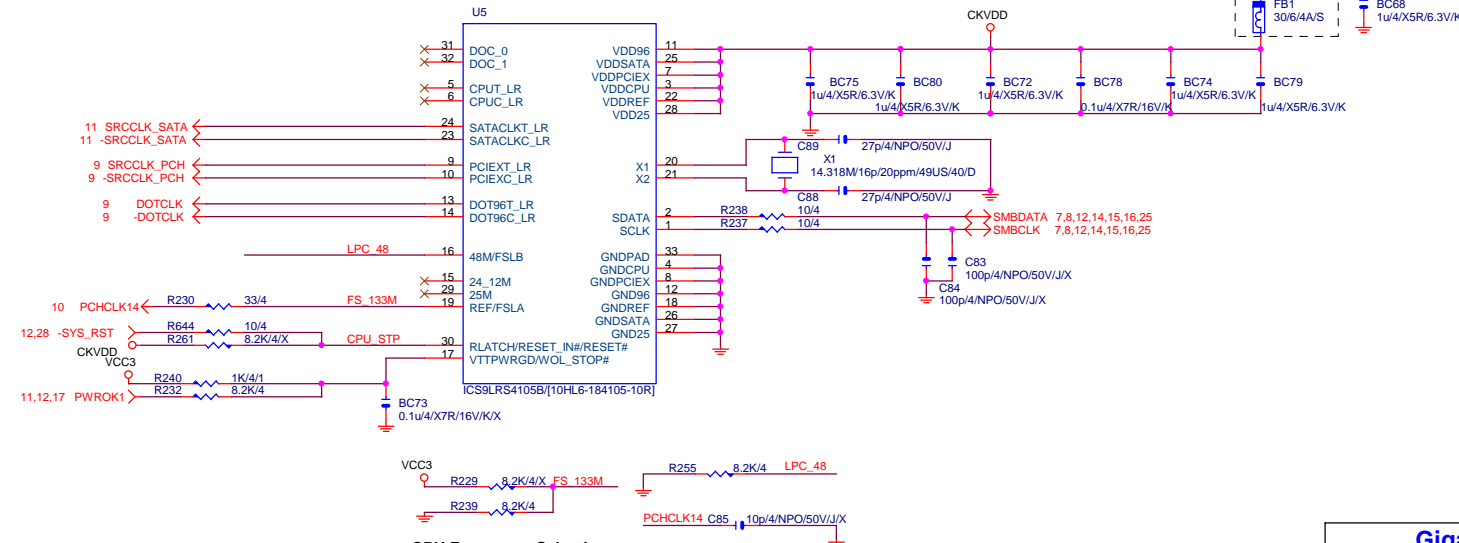 U5
CKVDD
FB1
30/6/4A/S
BC68
1u/4/X5R/6.3V/K
31 DOC_0
32 DOC_1
5 CPUT_LR
6 CPUC_LR
11 SRCCLK_SATA 24 SATACLKT_LR
11 -SRCCLK_SATA 23 SATACLKC_LR
9 SRCCLK_PCH 9 PCIEXT_LR
9 -SRCCLK_PCH 10 PCIEXC_LR
9 DOTCLK 13 DOT96T_LR
9 -DOTCLK 14 DOT96C_LR
LPC_48 16 48M/FSLB
15 24_12M
29 25M
10 PCHCLK14 R230 33/4 FS_133M 19 REF/FSLA
12,28 -SYS_RST R644 10/4
CKVDD R261 8.2K/4/X CPU_STP 30 RLATCH/RESET_IN#/RESET#
17 VTTPWRGD/WOL_STOP#
VCC3
R240 1K/4/1
11,12,17 PWROK1 R232 8.2K/4
BC73
0.1u/4/X7R/16V/K/X
ICS9LRS4105B/[10HL6-184105-10R]
VDD96 11
VDDSATA 25
VDDPCIEX 7
VDDCPU 3
VDDREF 22
VDD25 28
X1 20
X2 21
SDATA 2
SCLK 1
GNDPAD 33
GNDCPU 4
GNDPCIEX 8
GND96 12
GNDREF 18
GNDSATA 26
GND25 27
BC75
1u/4/X5R/6.3V/K
BC80
1u/4/X5R/6.3V/K
BC72
1u/4/X5R/6.3V/K
BC78
0.1u/4/X7R/16V/K
BC74
1u/4/X5R/6.3V/K
BC79
1u/4/X5R/6.3V/K
C89 27p/4/NPO/50V/J
X1
14.318M/16p/20ppm/49US/40/D
C88 27p/4/NPO/50V/J
R238 10/4 SMBDATA 7,8,12,14,15,16,25
R237 10/4 SMBCLK 7,8,12,14,15,16,25
C83
100p/4/NPO/50V/J/X
C84
100p/4/NPO/50V/J/X
VCC3
R229 8.2K/4/X FS_133M
R239 8.2K/4
R255 8.2K/4 LPC_48
PCHCLK14 C85 10p/4/NPO/50V/J/X
Giga